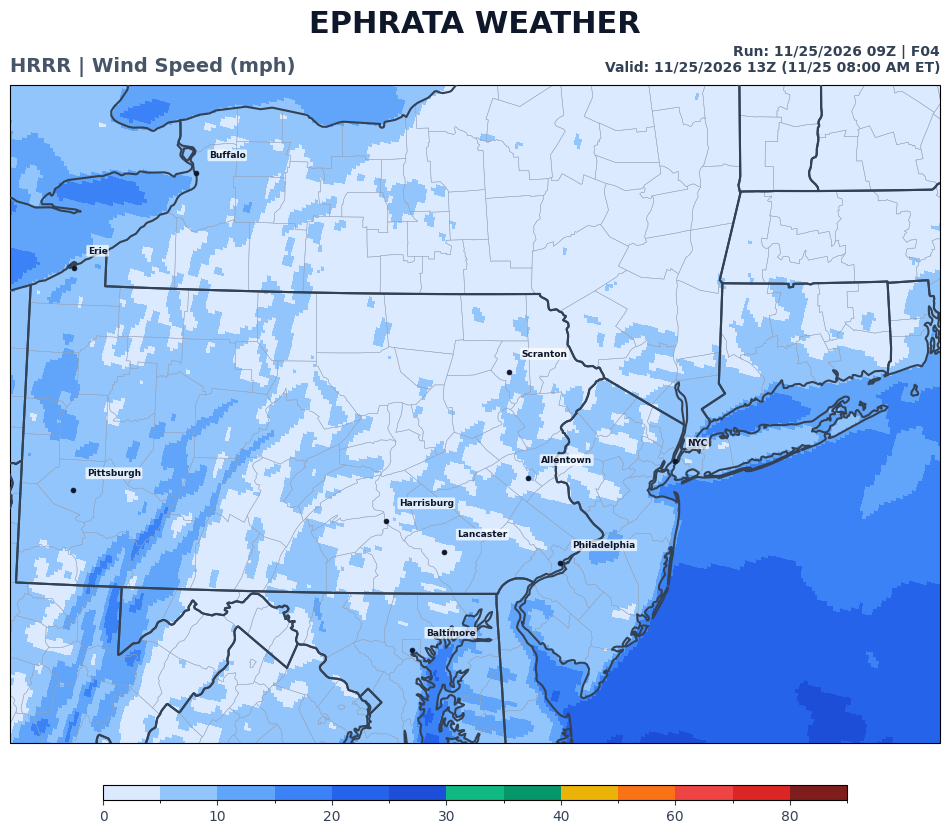 EPHRATA WEATHER
Run: 11/25/2026 09Z | F04
HRRR | Wind Speed (mph)
Valid: 11/25/2026 13Z (11/25 08:00 AM ET)
Buffalo
Erie
Scranton
NYC
Allentown
Pittsburgh
Harrisburg
Lancaster
Philadelphia
Baltimore
0 10 20 30 40 50 60 70 80